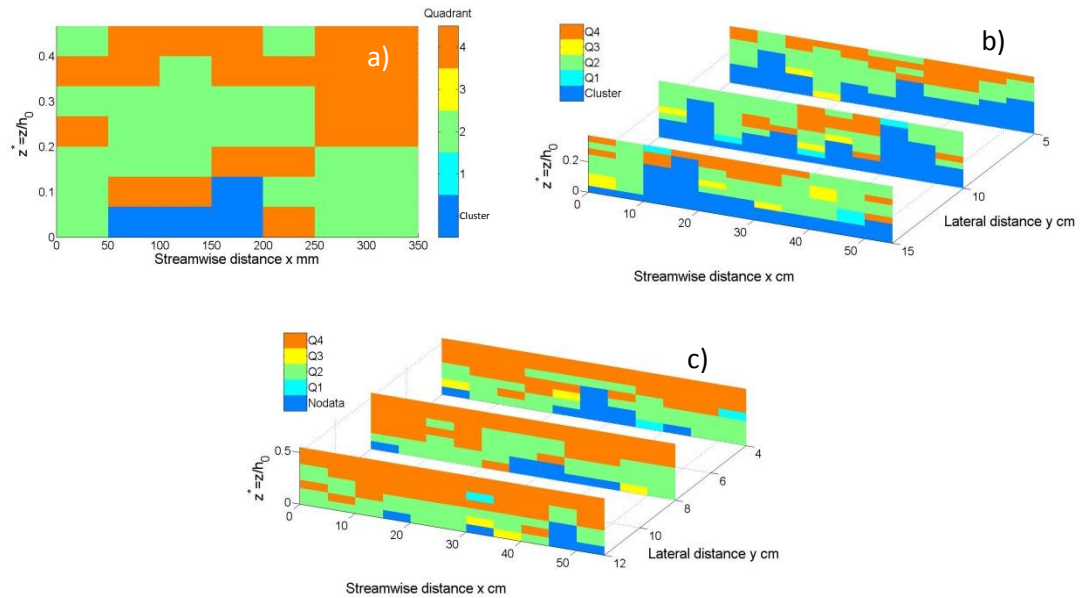 Quadrant
a)
4
3
2
1
Cluster
0.4
0.3
0.2
0.1
0
z*=z/h0
0 50 100 150 200 250 300 350
Streamwise distance x mm
b)
Q4
Q3
Q2
Q1
Cluster
z*=z/h0
0.2
0
0 10 20 30 40 50
5
10
15
Lateral distance y cm
Streamwise distance x cm
c)
Q4
Q3
Q2
Q1
Nodata
z*=z/h0
0.5
0
0 10 20 30 40 50
4
6
8
10
12
Lateral distance y cm
Streamwise distance x cm